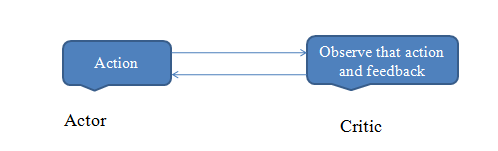 Action
Observe that action
and feedback
Actor
Critic